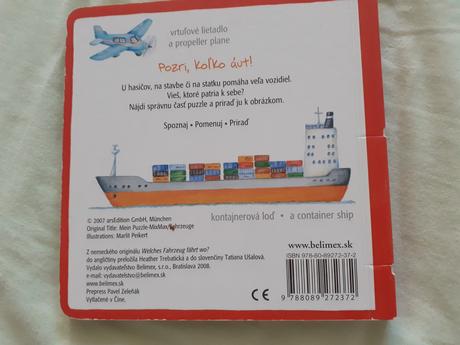 vrtuľové lietadlo
a propeller plane
Pozri, koľko áut!
U hasičov, na stavbe či na statku pomáha veľa vozidiel.
Vieš, ktoré patria k sebe?
Nájdi správnu časť puzzle a priraď ju k obrázkom.
Spoznaj • Pomenuj • Priraď
kontajnerová loď • a container ship
© 2007 arsEdition GmbH, München
Original Title: Mein Puzzle-MixMax/Fahrzeuge
Illustrations: Marlit Peikert
Z nemeckého originálu Welches Fahrzeug fährt wo?
do angličtiny preložila Heather Trebatická a do slovenčiny Tatiana Ušalová.
Vydalo vydavateľstvo Belimex, s.r.o., Bratislava 2008.
e-mail: vydavatelstvo@belimex.sk
www.belimex.sk
Prepress Pavel Zeleňák
Vytlačené v Číne.
CE
www.belimex.sk
ISBN 978-80-89272-37-2
9 788089 272372